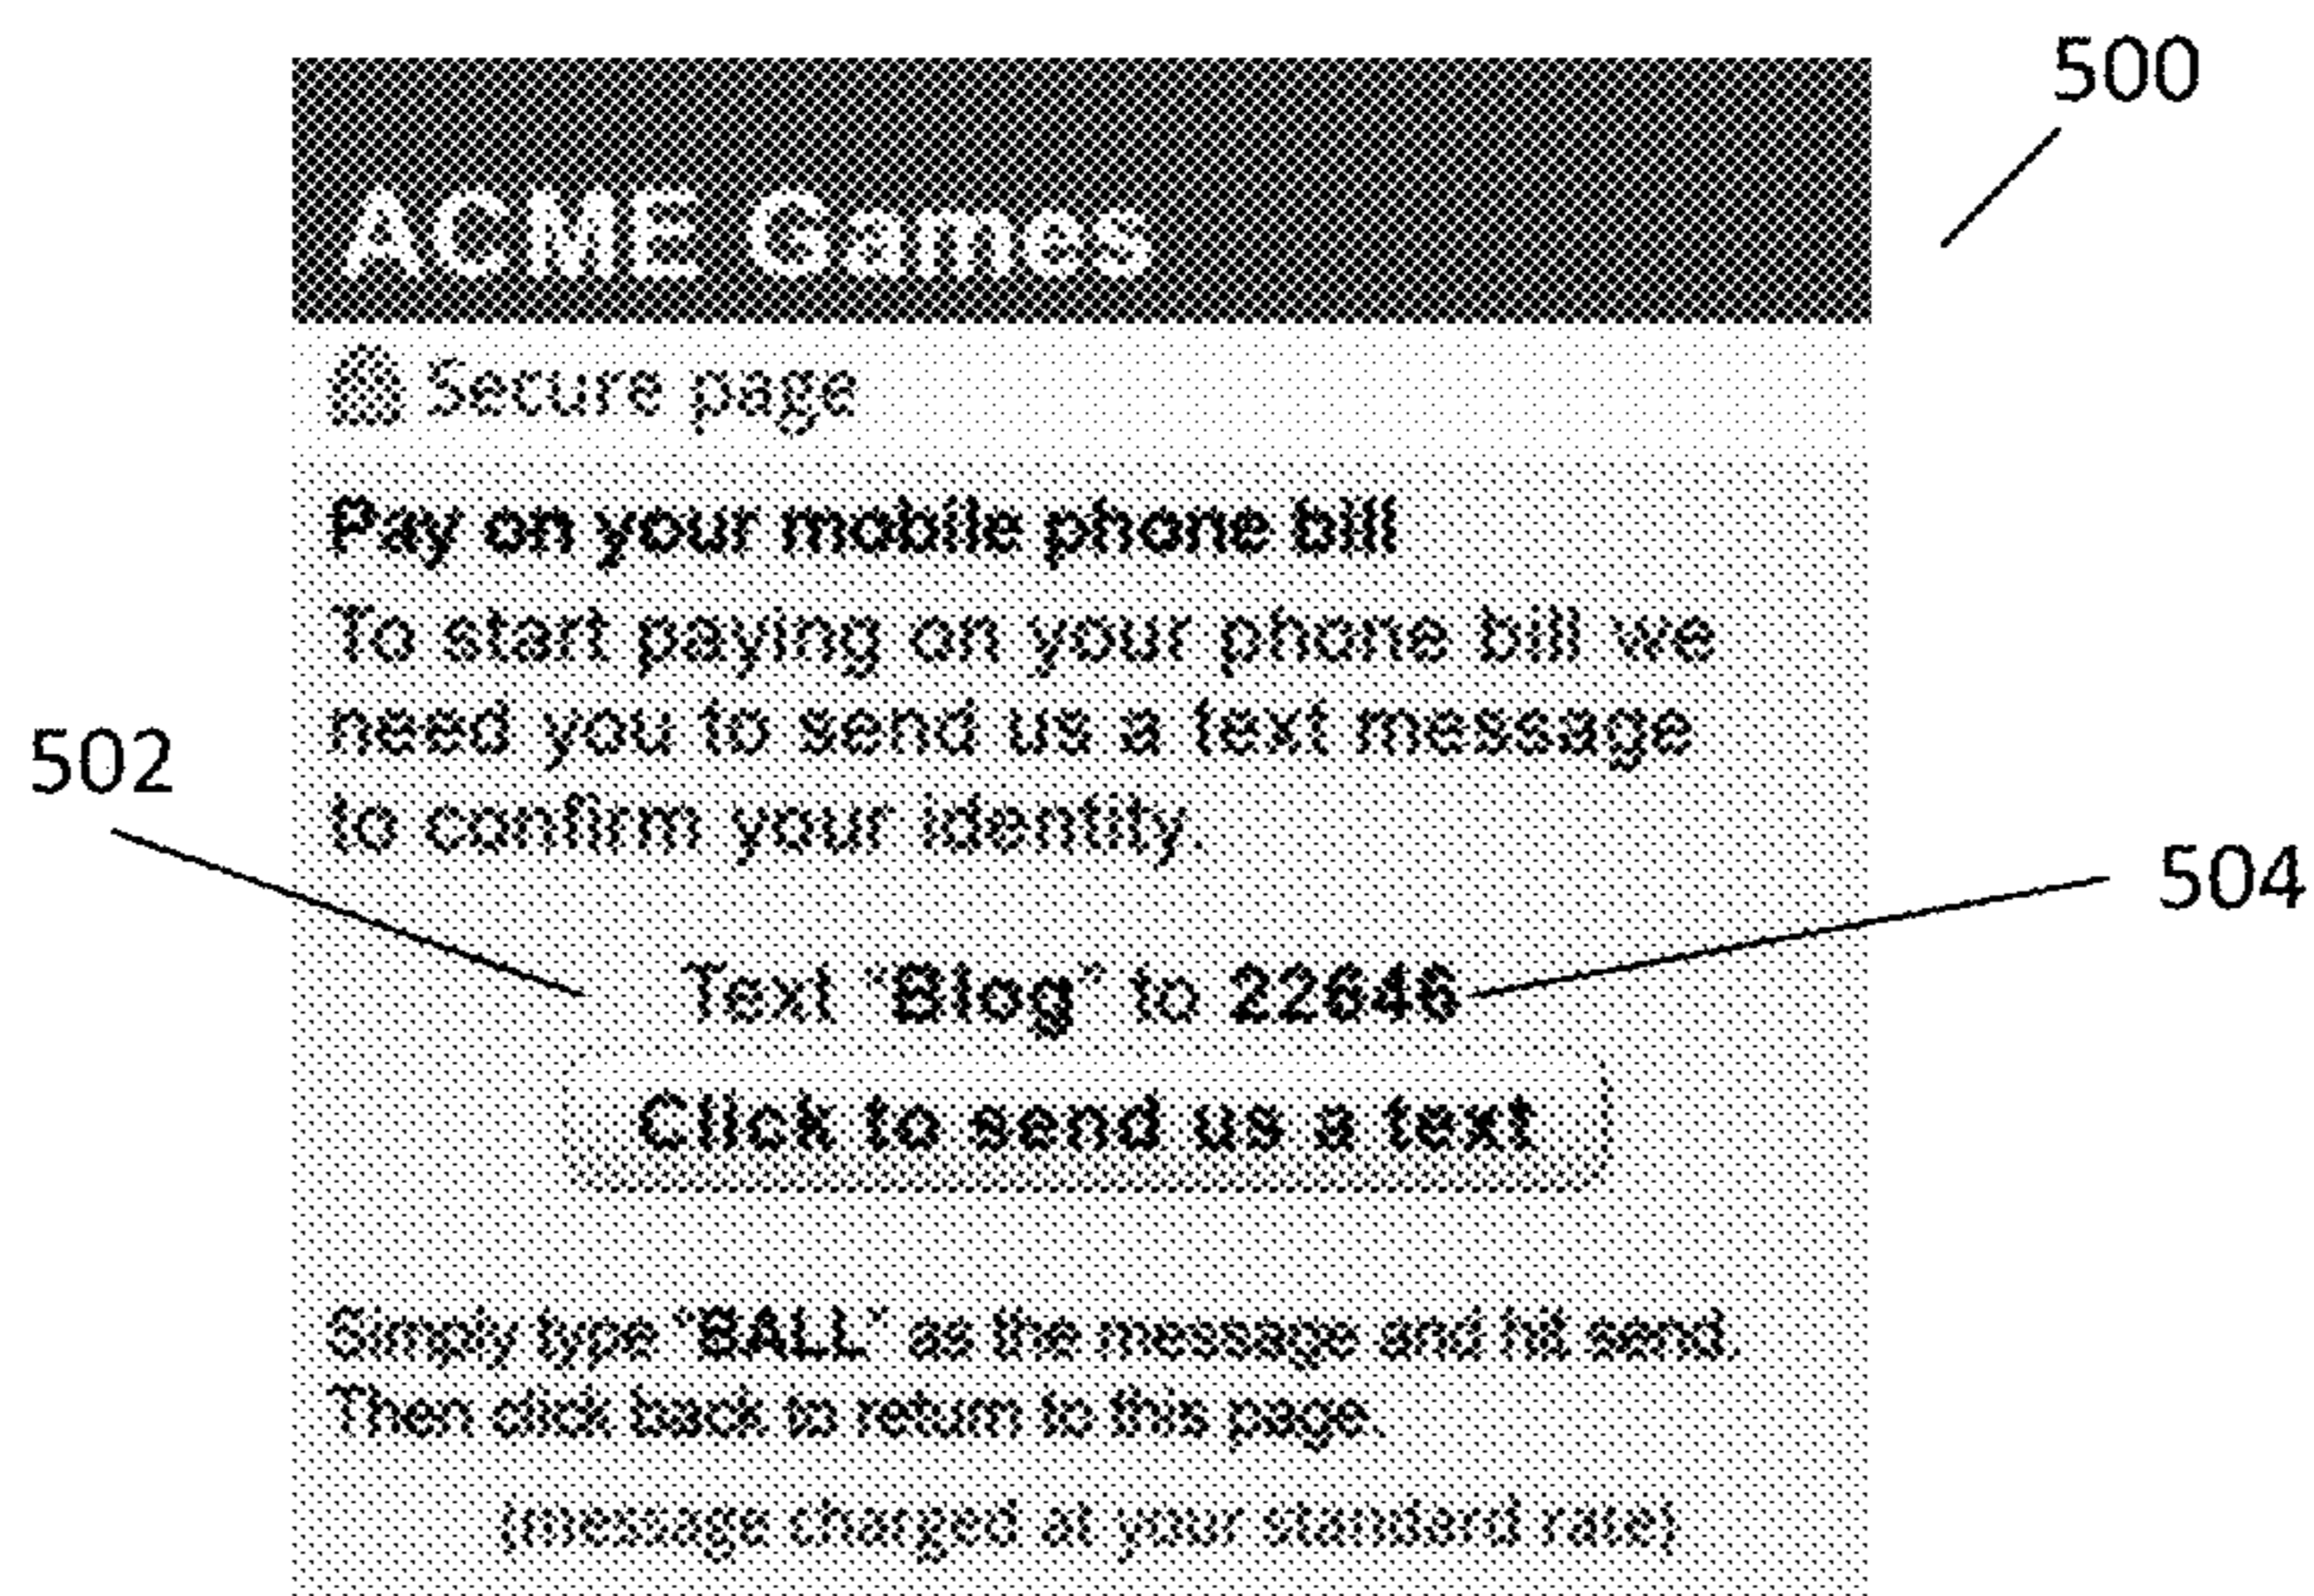 500
ACME Games
Secure page
Pay on your mobile phone bill
To start paying on your phone bill we
need you to send us a text message
to confirm your identity.
502
504
Text "Blog" to 22646
Click to send us a text
Simply type "BALL" as the message and hit send.
Then click back to return to this page.
(message charged at your standard rate)